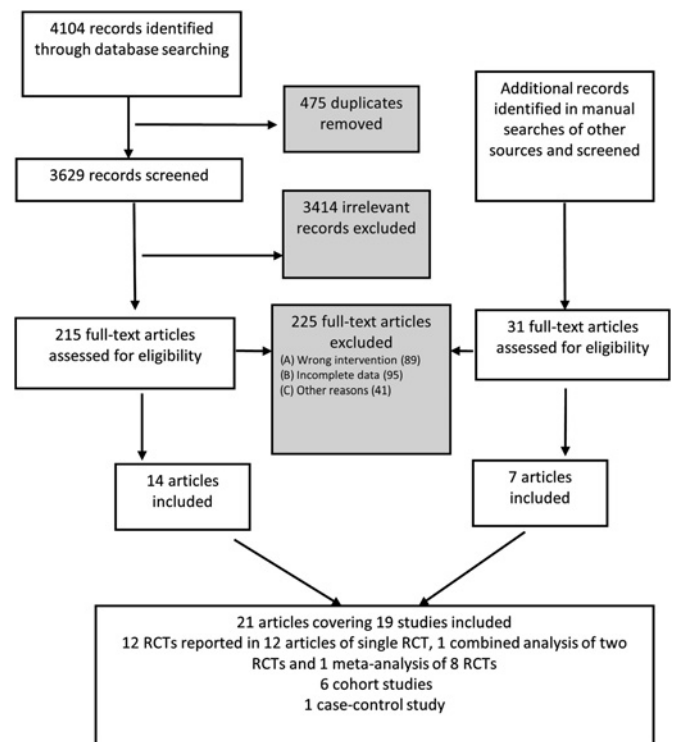 4104 records identified
through database searching
475 duplicates
removed
Additional records
identified in manual
searches of other
sources and screened
3629 records screened
3414 irrelevant
records excluded
215 full-text articles
assessed for eligibility
225 full-text articles
excluded
(A) Wrong intervention (89)
(B) Incomplete data (95)
(C) Other reasons (41)
31 full-text articles
assessed for eligibility
14 articles
included
7 articles
included
21 articles covering 19 studies included
12 RCTs reported in 12 articles of single RCT, 1 combined analysis of two
RCTs and 1 meta-analysis of 8 RCTs
6 cohort studies
1 case-control study